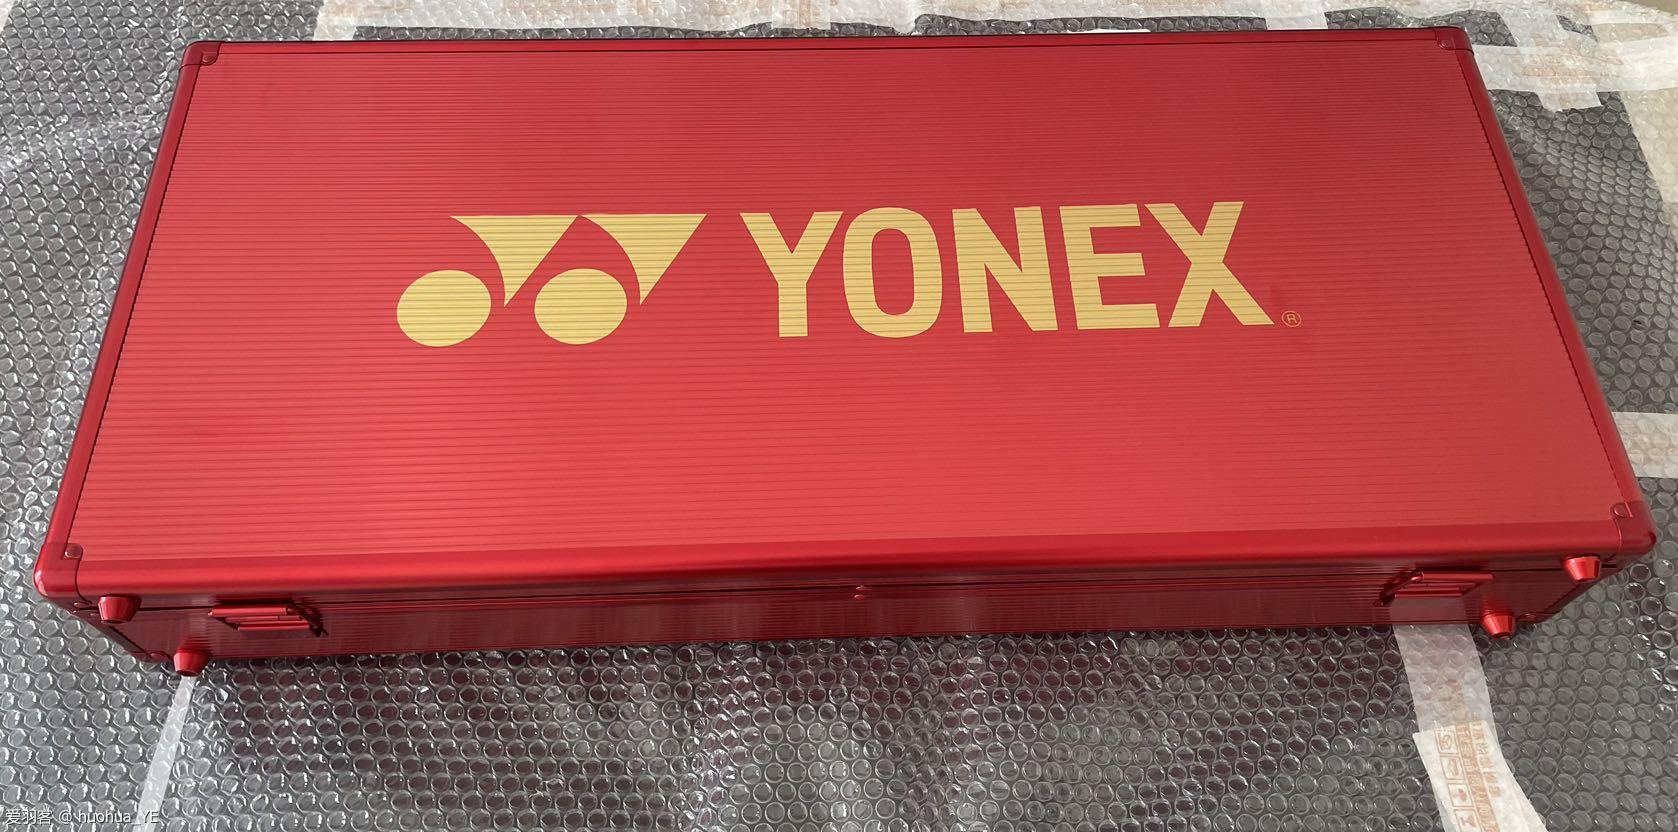 YONEX®
爱羽客 @ huohua_YE